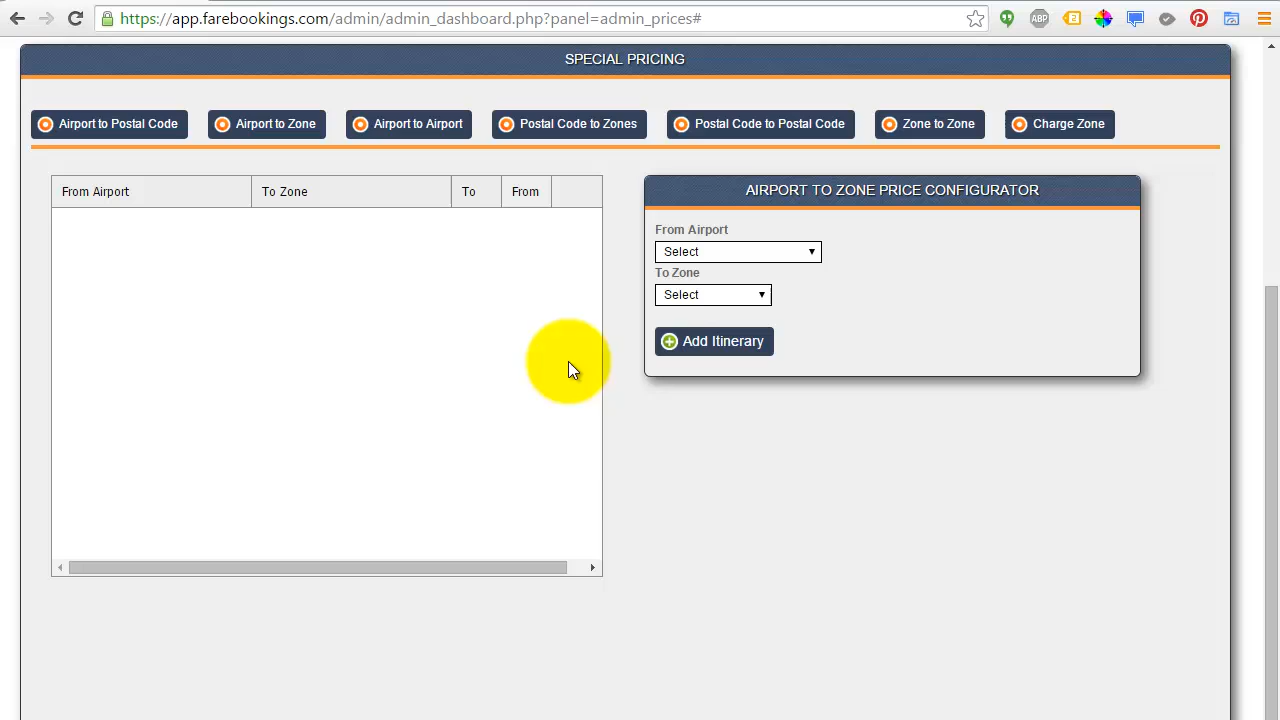 https://app.farebookings.com/admin/admin_dashboard.php?panel=admin_prices#
ABP
2
SPECIAL PRICING
Airport to Postal Code Airport to Zone Airport to Airport Postal Code to Zones Postal Code to Postal Code Zone to Zone Charge Zone
From Airport To Zone To From
AIRPORT TO ZONE PRICE CONFIGURATOR
From Airport
Select
To Zone
Select
Add Itinerary